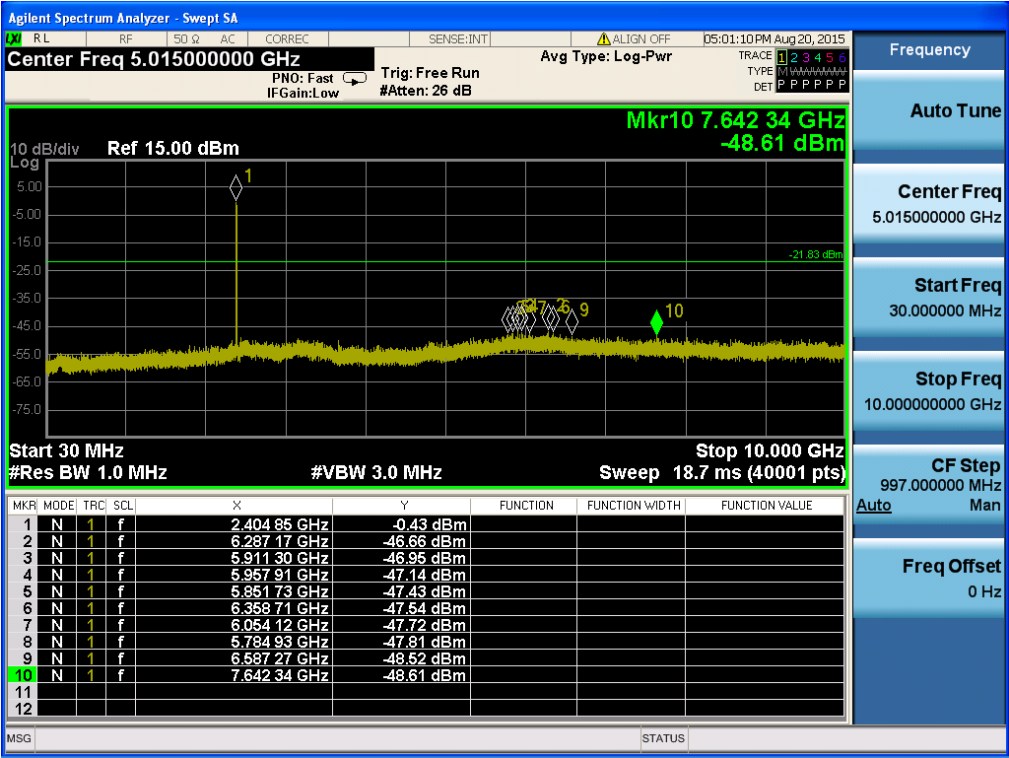 Agilent Spectrum Analyzer - Swept SA
LXI RL RF 50 Ω AC CORREC SENSE:INT ALIGN OFF 05:01:10 PM Aug 20, 2015
Center Freq 5.015000000 GHz
PNO: Fast
IFGain:Low
Trig: Free Run
#Atten: 26 dB
Avg Type: Log-Pwr
TRACE 1 2 3 4 5 6
TYPE M WWWWW
DET P P P P P P
Mkr10 7.642 34 GHz
-48.61 dBm
10 dB/div Ref 15.00 dBm
Log
5.00
-5.00
-15.0
-25.0
-35.0
-45.0
-55.0
-65.0
-75.0
1
-21.83 dBm
9
10
Start 30 MHz Stop 10.000 GHz
#Res BW 1.0 MHz #VBW 3.0 MHz Sweep 18.7 ms (40001 pts)
MKR MODE TRC SCL X Y FUNCTION FUNCTION WIDTH FUNCTION VALUE
1 N 1 f 2.404 85 GHz -0.43 dBm
2 N 1 f 6.287 17 GHz -46.66 dBm
3 N 1 f 5.911 30 GHz -46.95 dBm
4 N 1 f 5.957 91 GHz -47.14 dBm
5 N 1 f 5.851 73 GHz -47.43 dBm
6 N 1 f 6.358 71 GHz -47.54 dBm
7 N 1 f 6.054 12 GHz -47.72 dBm
8 N 1 f 5.784 93 GHz -47.81 dBm
9 N 1 f 6.587 27 GHz -48.52 dBm
10 N 1 f 7.642 34 GHz -48.61 dBm
11
12
MSG STATUS
Frequency
Auto Tune
Center Freq
5.015000000 GHz
Start Freq
30.000000 MHz
Stop Freq
10.000000000 GHz
CF Step
997.000000 MHz
Auto Man
Freq Offset
0 Hz